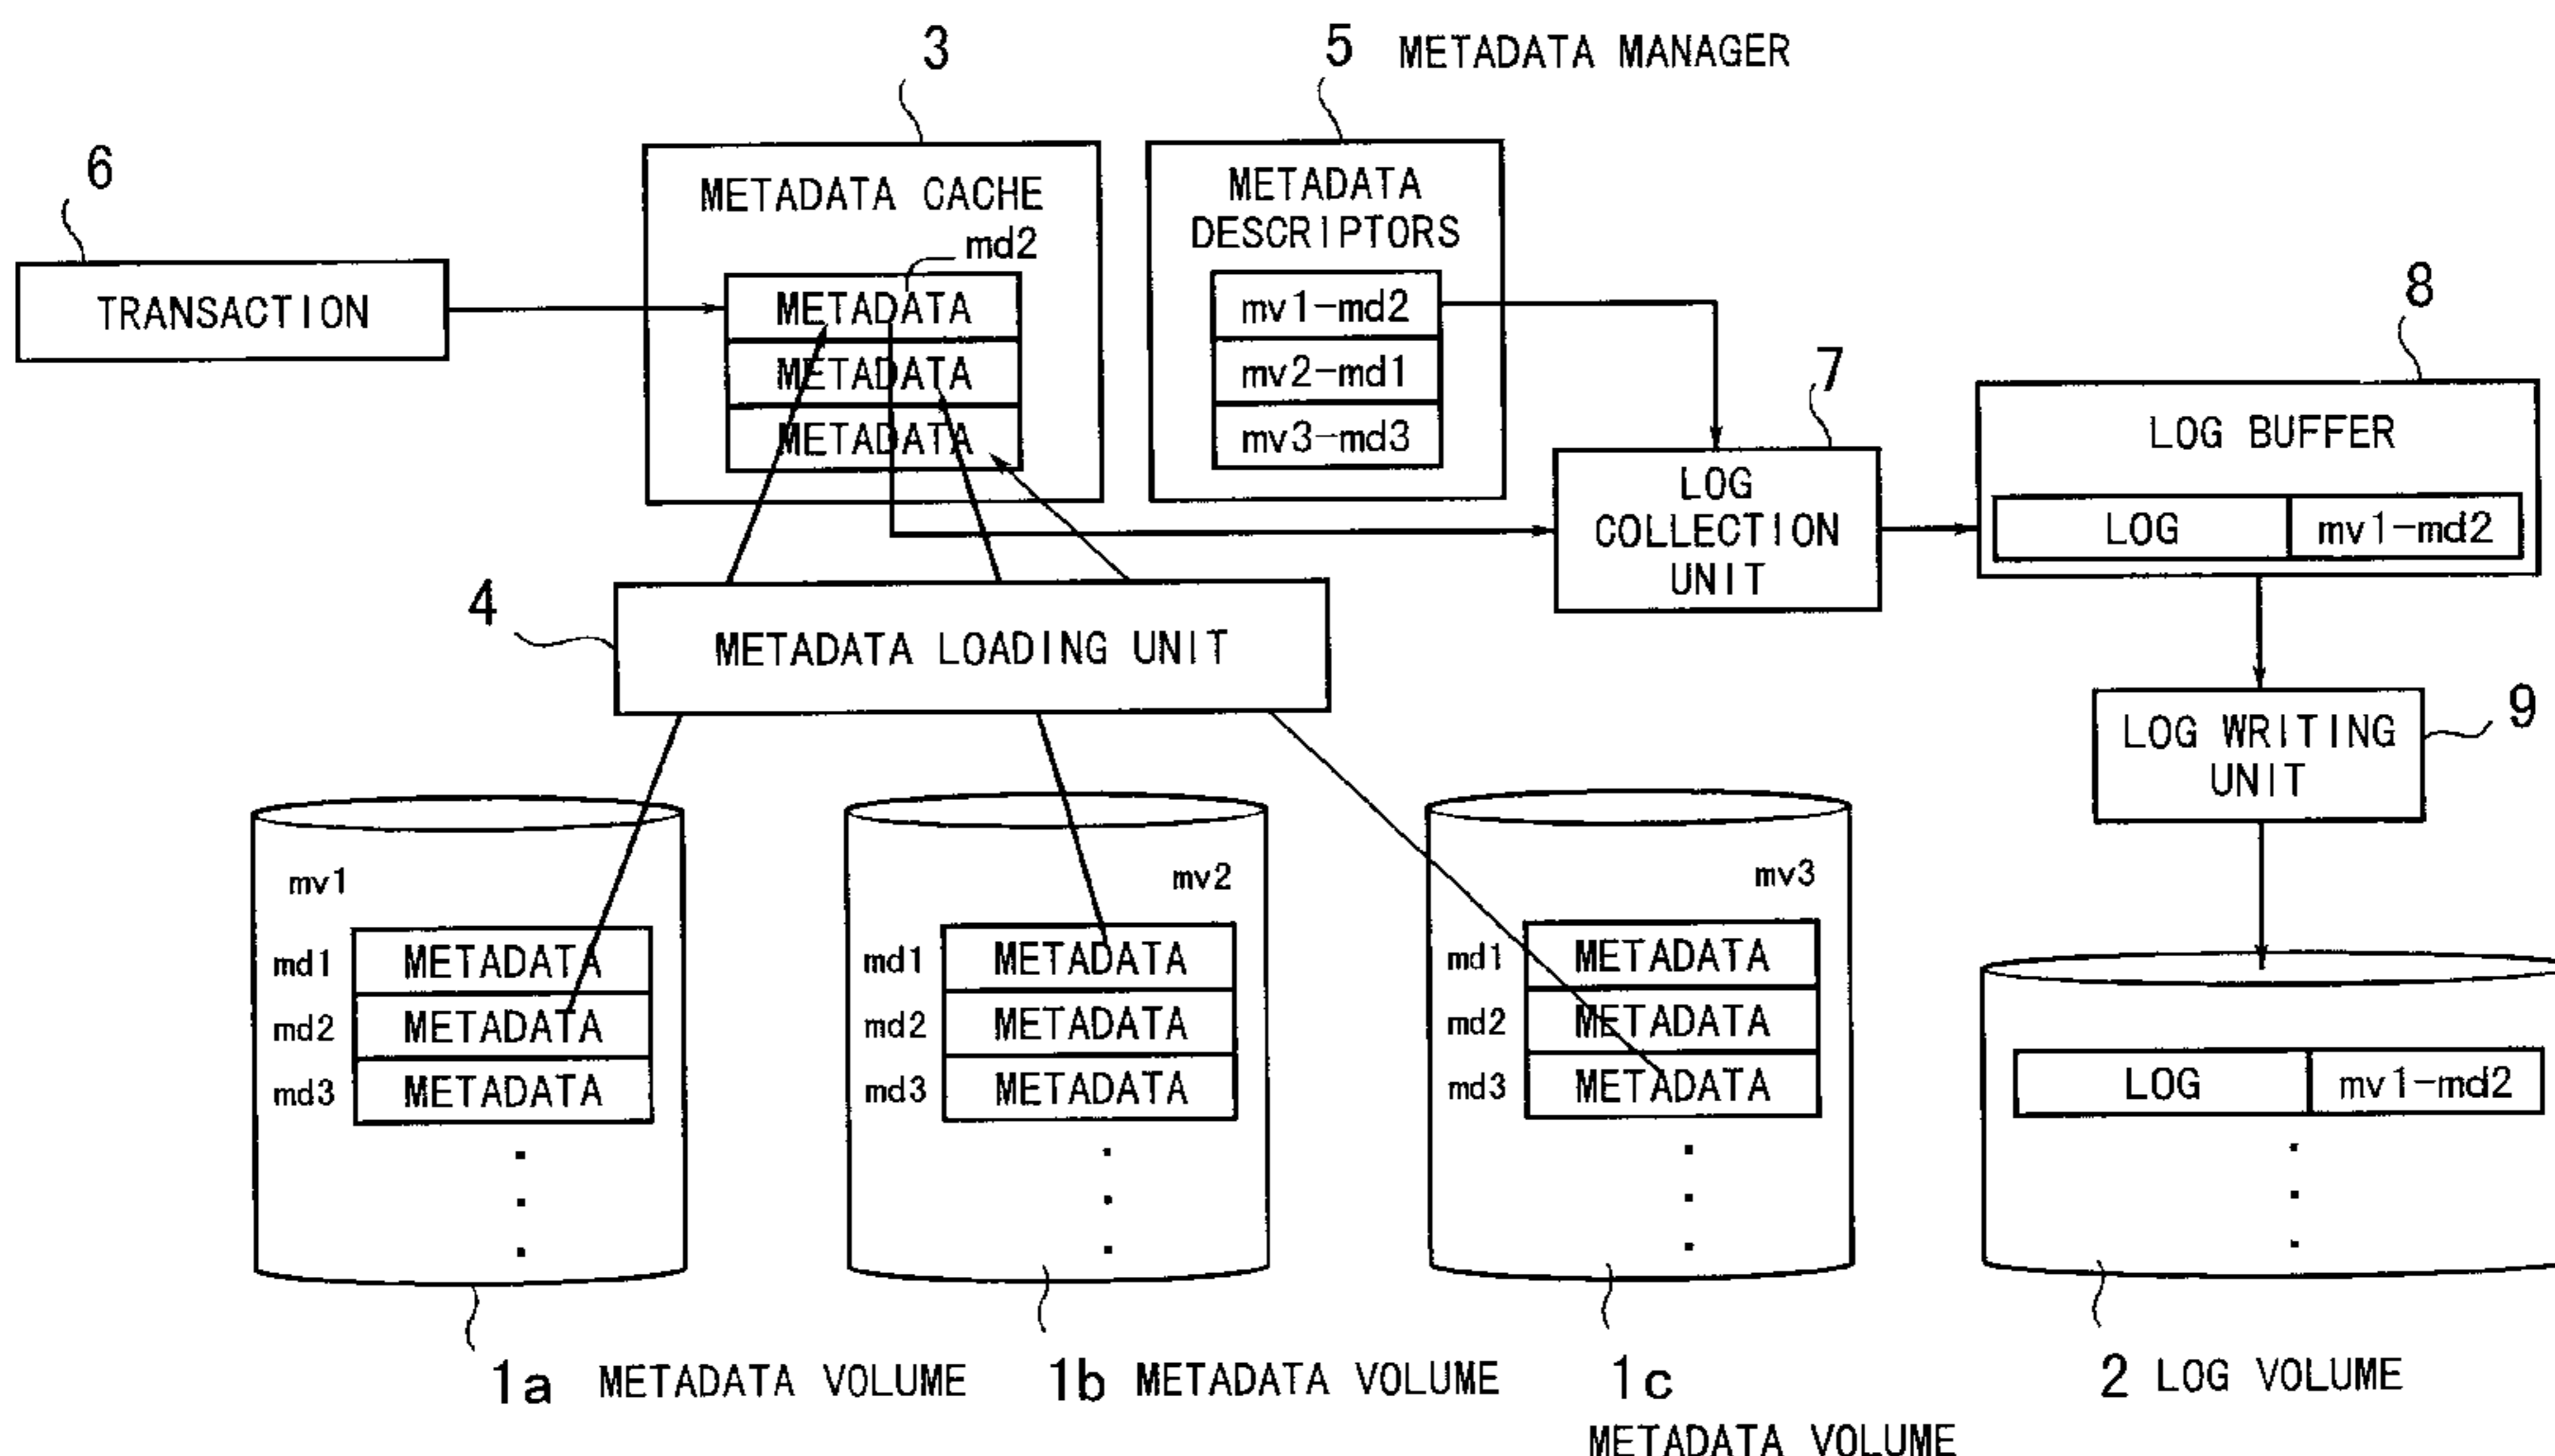 3
5 METADATA MANAGER
6
METADATA CACHE
METADATA
DESCRIPTORS
md2
TRANSACTION
METADATA
METADATA
METADATA
mv1-md2
mv2-md1
mv3-md3
7
8
LOG BUFFER
LOG mv1-md2
LOG
COLLECTION
UNIT
4
METADATA LOADING UNIT
LOG WRITING
UNIT
9
mv1
md1 METADATA
md2 METADATA
md3 METADATA
mv2
md1 METADATA
md2 METADATA
md3 METADATA
mv3
md1 METADATA
md2 METADATA
md3 METADATA
LOG mv1-md2
1a METADATA VOLUME
1b METADATA VOLUME
1c
METADATA VOLUME
2 LOG VOLUME